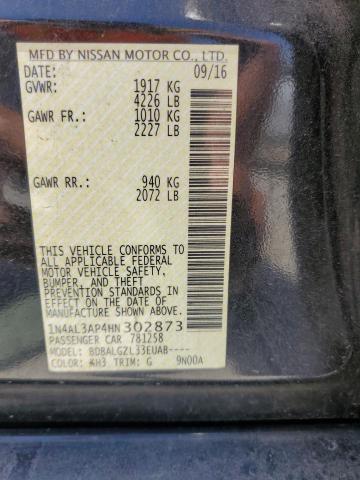 MFD BY NISSAN MOTOR CO., LTD.
DATE: 09/16
GVWR: 1917 KG
4226 LB
GAWR FR.: 1010 KG
2227 LB
GAWR RR.: 940 KG
2072 LB
THIS VEHICLE CONFORMS TO
ALL APPLICABLE FEDERAL
MOTOR VEHICLE SAFETY,
BUMPER, AND THEFT
PREVENTION STANDARDS IN
EFFECT ON THE DATE OF
MANUFACTURE SHOWN ABOVE.
1N4AL3AP4HN302873
PASSENGER CAR 781258
MODEL: BDBALGZL33EUAB----
COLOR: KH3 TRIM: G 9N00A